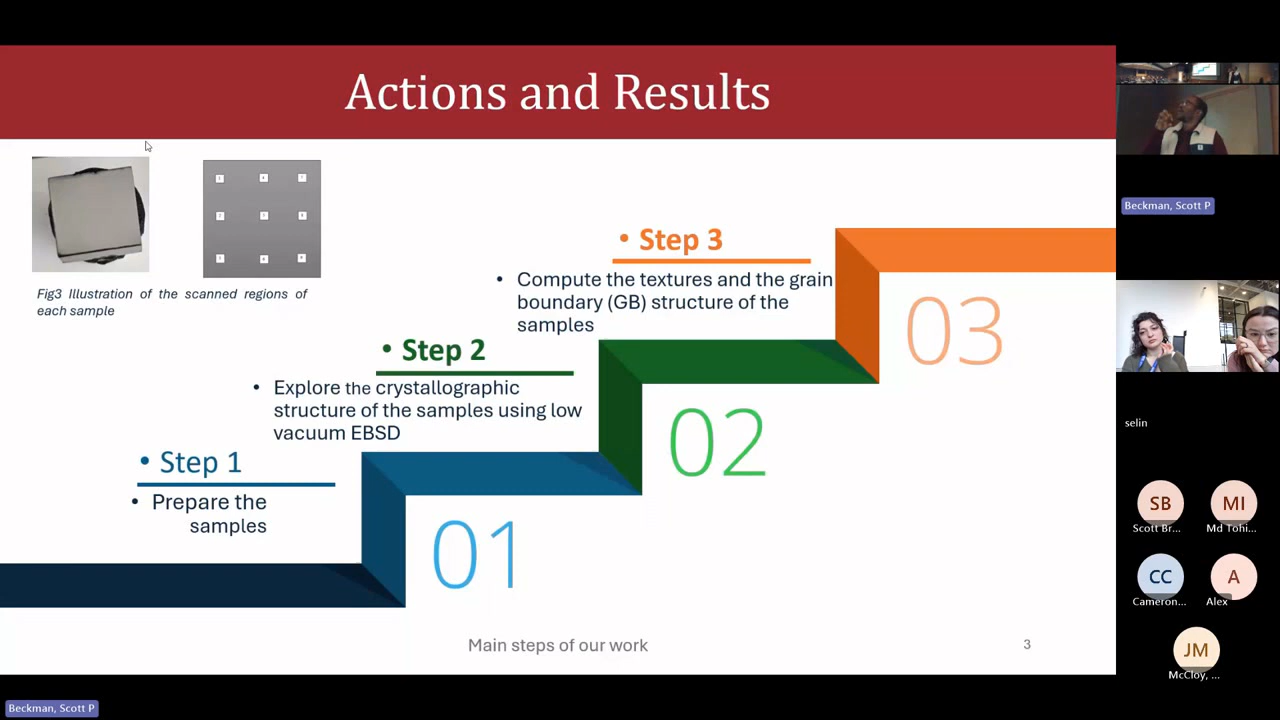 Actions and Results
Fig3 Illustration of the scanned regions of
each sample
• Step 3
• Compute the textures and the grain
boundary (GB) structure of the
samples
03
• Step 2
• Explore the crystallographic
structure of the samples using low
vacuum EBSD
02
• Step 1
• Prepare the
samples
01
Main steps of our work
3
Beckman, Scott P
Beckman, Scott P
selin
SB
Scott Br...
MI
Md Tohi...
CC
Cameron...
A
Alex
JM
McCloy, ...